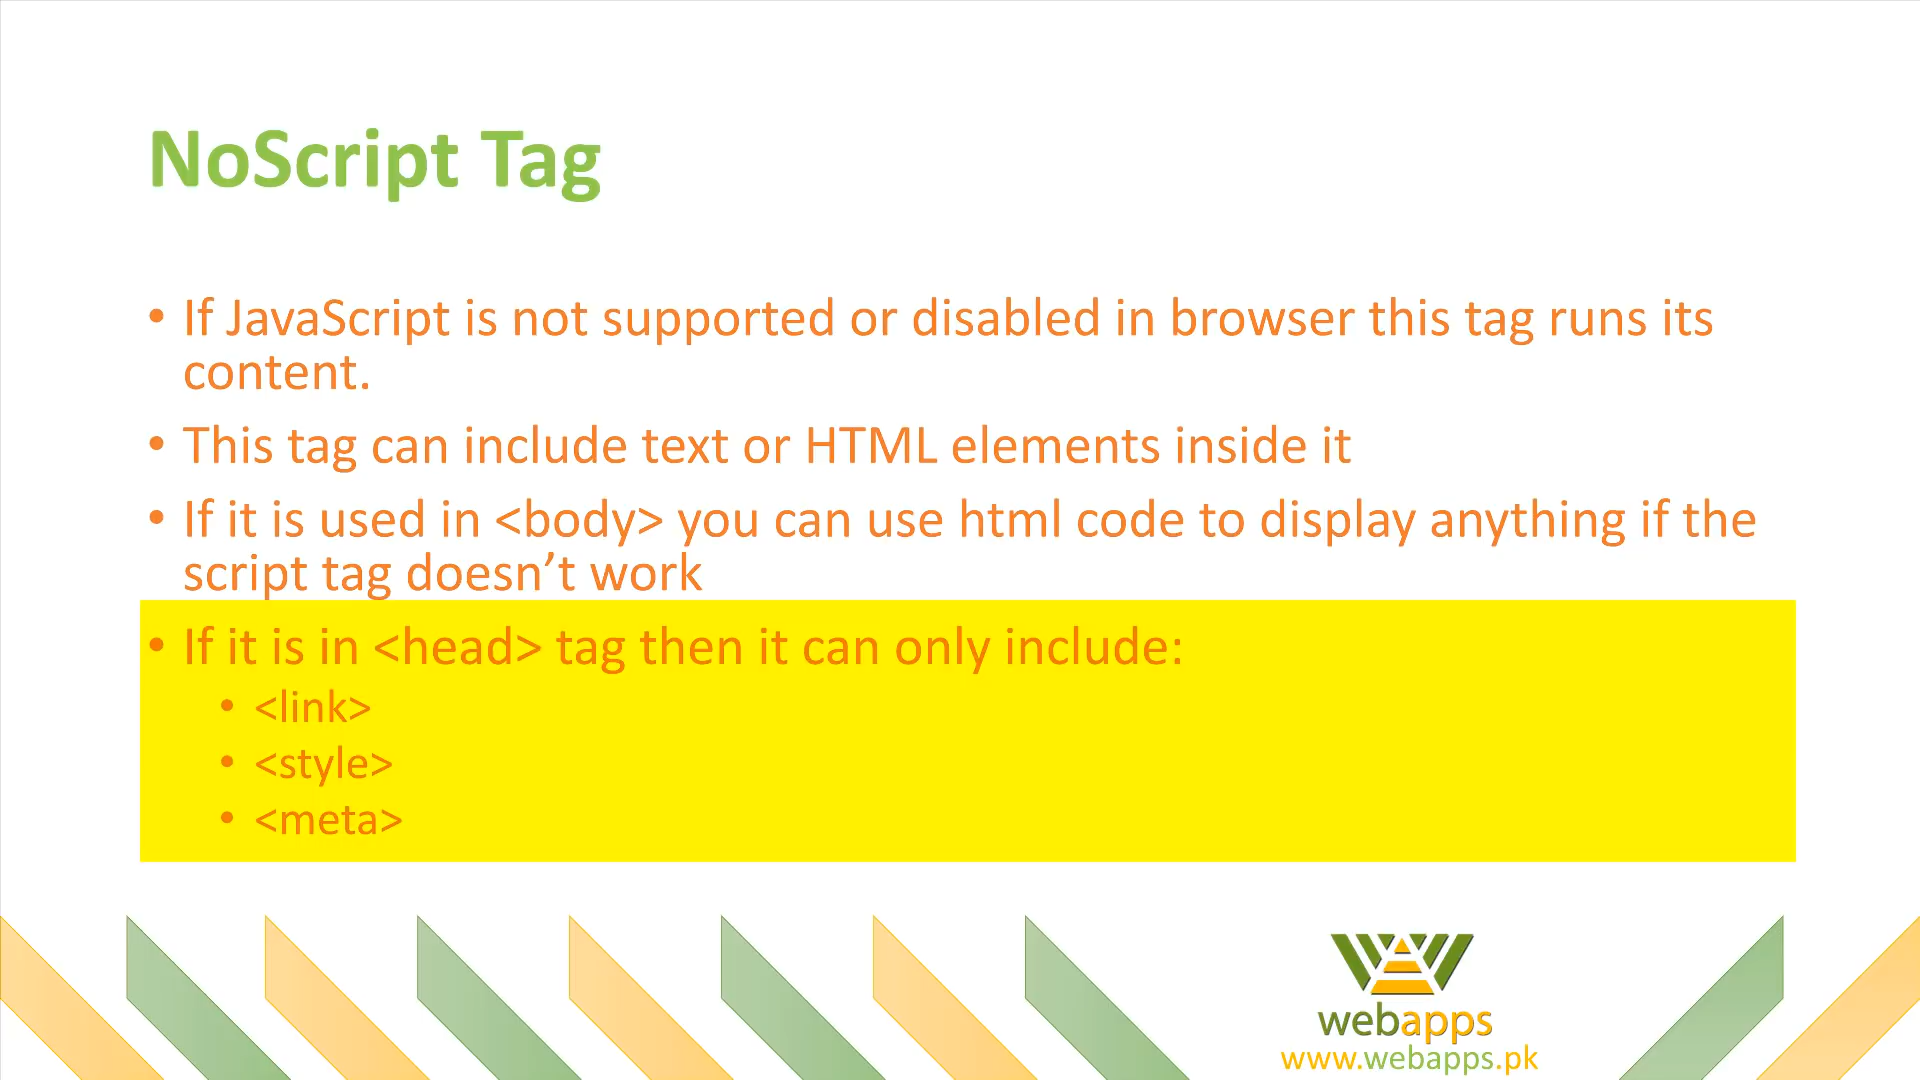 NoScript Tag
• If JavaScript is not supported or disabled in browser this tag runs its
content.
• This tag can include text or HTML elements inside it
• If it is used in <body> you can use html code to display anything if the
script tag doesn’t work
• If it is in <head> tag then it can only include:
• <link>
• <style>
• <meta>
webapps
www.webapps.pk